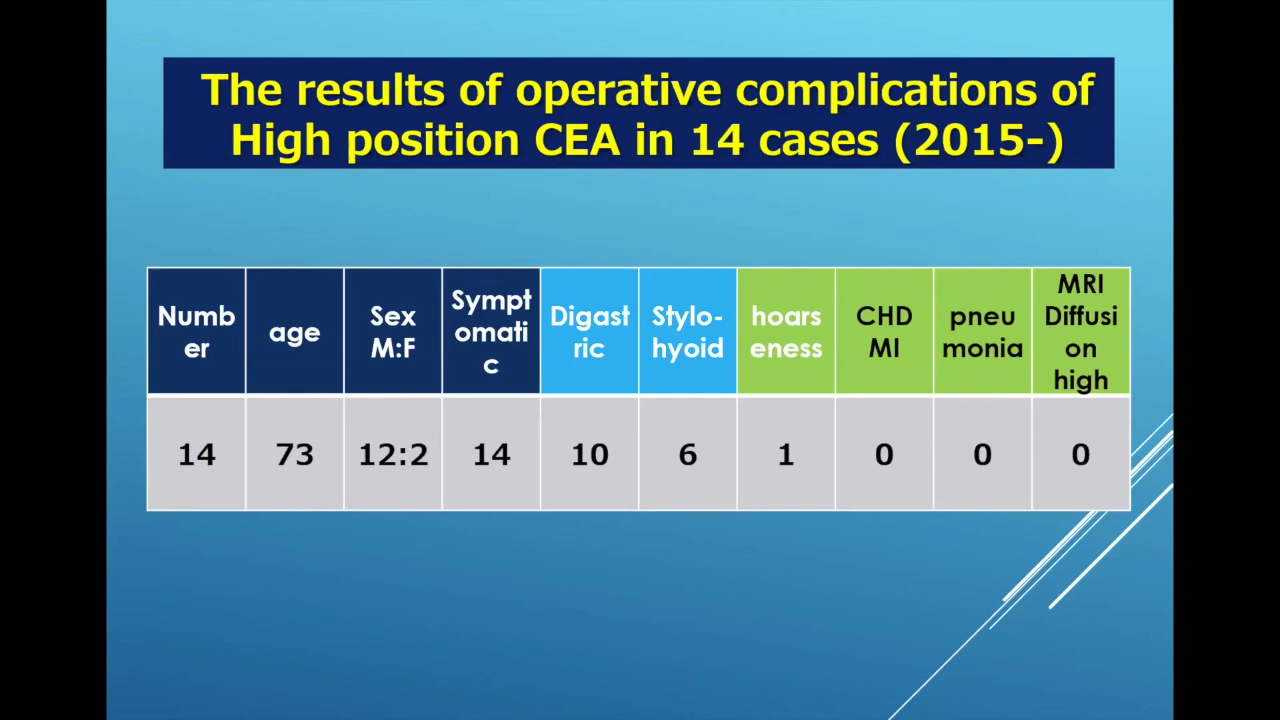 The results of operative complications of
High position CEA in 14 cases (2015-)
Numb
er
age
Sex
M:F
Sympt
omati
c
Digast
ric
Stylo-
hyoid
hoars
eness
CHD
MI
pneu
monia
MRI
Diffusi
on
high
14
73
12:2
14
10
6
1
0
0
0